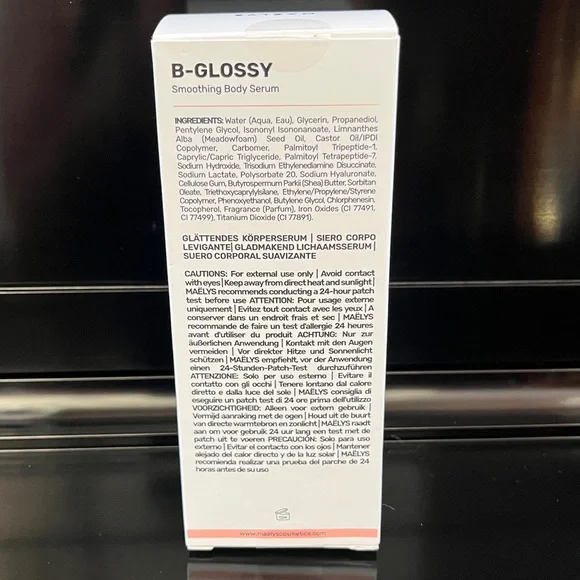 B-GLOSSY
Smoothing Body Serum
INGREDIENTS: Water (Aqua, Eau), Glycerin, Propanediol,
Pentylene Glycol, Isononyl Isononanoate, Limnanthes
Alba (Meadowfoam) Seed Oil, Castor Oil/IPDI
Copolymer, Carbomer, Palmitoyl Tripeptide-1,
Caprylic/Capric Triglyceride, Palmitoyl Tetrapeptide-7,
Sodium Hydroxide, Trisodium Ethylenediamine Disuccinate,
Sodium Lactate, Polysorbate 20, Sodium Hyaluronate,
Cellulose Gum, Butyrospermum Parkii (Shea) Butter, Sorbitan
Oleate, Triethoxycaprylylsilane, Ethylene/Propylene/Styrene
Copolymer, Phenoxyethanol, Butylene Glycol, Chlorphenesin,
Tocopherol, Fragrance (Parfum), Iron Oxides (CI 77491,
CI 77499), Titanium Dioxide (CI 77891).
GLÄTTENDES KÖRPERSERUM | SIERO CORPO
LEVIGANTE| GLADMAKEND LICHAAMSSERUM |
SUERO CORPORAL SUAVIZANTE
CAUTIONS: For external use only | Avoid contact
with eyes | Keep away from direct heat and sunlight |
MAËLYS recommends conducting a 24-hour patch
test before use ATTENTION: Pour usage externe
uniquement | Evitez tout contact avec les yeux | A
conserver dans un endroit frais et sec | MAËLYS
recommande de faire un test d'allergie 24 heures
avant d'utiliser du produit ACHTUNG: Nur zur
äußerlichen Anwendung | Kontakt mit den Augen
vermeiden | Vor direkter Hitze und Sonnenlicht
schützen | MAËLYS empfiehlt, vor der Anwendung
einen 24-Stunden-Patch-Test durchzuführen
ATTENZIONE: Solo per uso esterno | Evitare il
contatto con gli occhi | Tenere lontano dal calore
diretto e dalla luce del sole | MAËLYS consiglia di
eseguire un patch test di 24 ore prima dell'utilizzo
VOORZICHTIGHEID: Alleen voor extern gebruik |
Vermijd aanraking met de ogen | Houd uit de buurt
van directe warmtebron en zonlicht | MAËLYS raadt
aan om voor gebruik 24 uur lang een test met de
patch uit te voeren PRECAUCIÓN: Solo para uso
externo | Evitar el contacto con los ojos | Mantener
alejado del calor directo y de la luz solar | MAËLYS
recomienda realizar una prueba del parche de 24
horas antes de su uso
www.maelyscosmetics.com